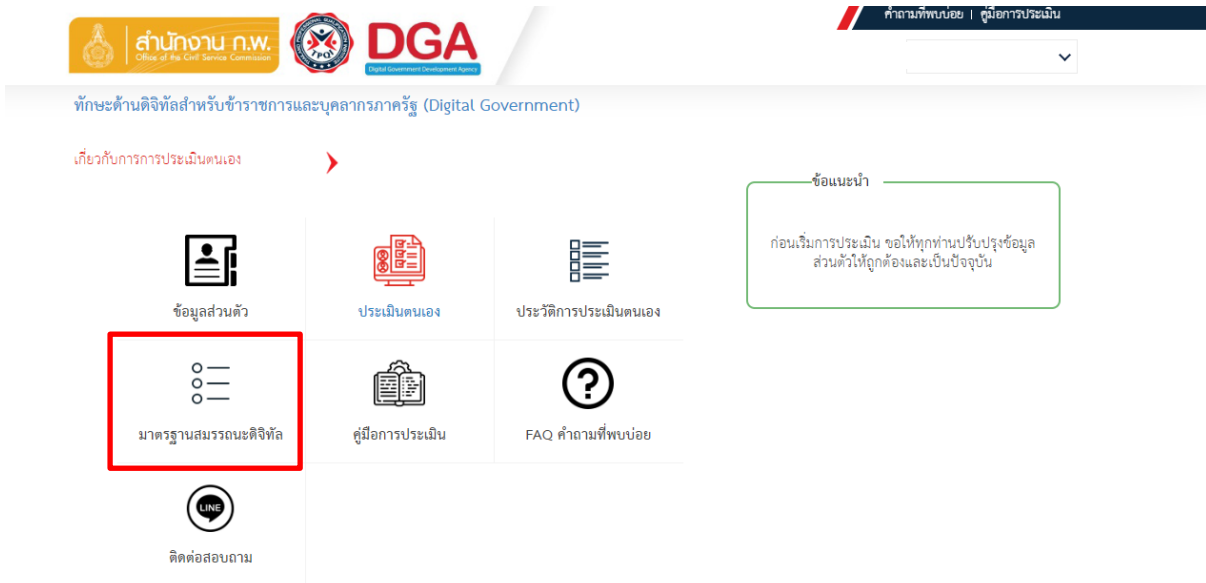 คำถามที่พบบ่อย | คู่มือการประเมิน
สำนักงาน ก.พ.
Office of the Civil Service Commission
TPQI
DGA
Digital Government Development Agency
ทักษะด้านดิจิทัลสำหรับข้าราชการและบุคลากรภาครัฐ (Digital Government)
เกี่ยวกับการการประเมินตนเอง
ข้อแนะนำ
ก่อนเริ่มการประเมิน ขอให้ทุกท่านปรับปรุงข้อมูล
ส่วนตัวให้ถูกต้องและเป็นปัจจุบัน
ข้อมูลส่วนตัว
ประเมินตนเอง
ประวัติการประเมินตนเอง
มาตรฐานสมรรถนะดิจิทัล
คู่มือการประเมิน
FAQ คำถามที่พบบ่อย
LINE
ติดต่อสอบถาม